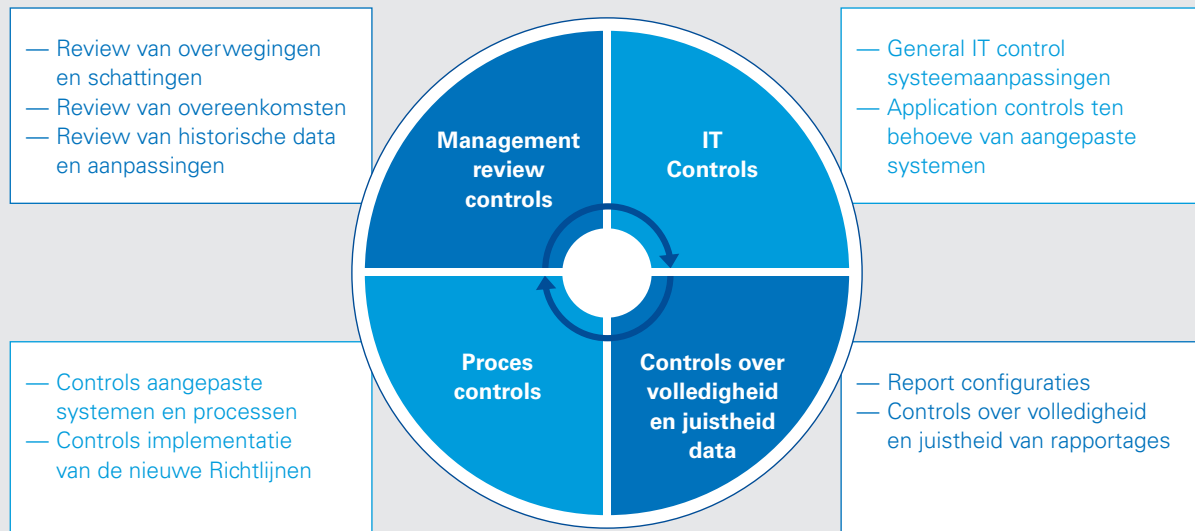 — Review van overwegingen
en schattingen
— Review van overeenkomsten
— Review van historische data
en aanpassingen
Management
review
controls
IT
Controls
— General IT control
systeemaanpassingen
— Application controls ten
behoeve van aangepaste
systemen
— Controls aangepaste
systemen en processen
— Controls implementatie
van de nieuwe Richtlijnen
Proces
controls
Controls over
volledigheid
en juistheid
data
— Report configuraties
— Controls over volledigheid
en juistheid van rapportages